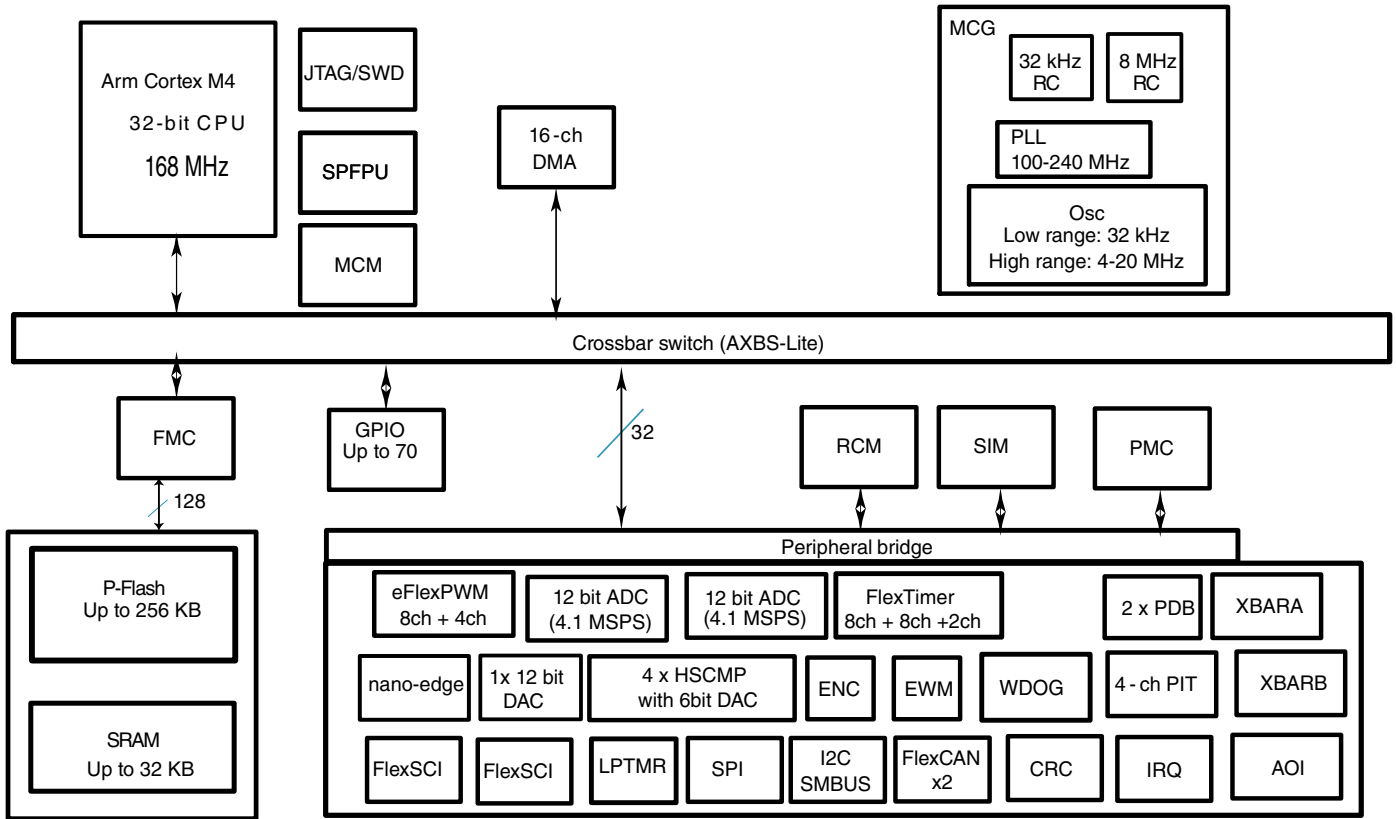 Arm Cortex M4
32-bit CPU
168 MHz
JTAG/SWD
SPFPU
MCM
16-ch
DMA
MCG
32 kHz
RC
8 MHz
RC
PLL
100-240 MHz
Osc
Low range: 32 kHz
High range: 4-20 MHz
Crossbar switch (AXBS-Lite)
FMC
GPIO
Up to 70
32
RCM
SIM
PMC
128
P-Flash
Up to 256 KB
SRAM
Up to 32 KB
Peripheral bridge
eFlexPWM
8ch + 4ch
12 bit ADC
(4.1 MSPS)
12 bit ADC
(4.1 MSPS)
FlexTimer
8ch + 8ch +2ch
2 x PDB
XBARA
nano-edge
1x 12 bit
DAC
4 x HSCMP
with 6bit DAC
ENC
EWM
WDOG
4-ch PIT
XBARB
FlexSCI
FlexSCI
LPTMR
SPI
I2C
SMBUS
FlexCAN
x2
CRC
IRQ
AOI